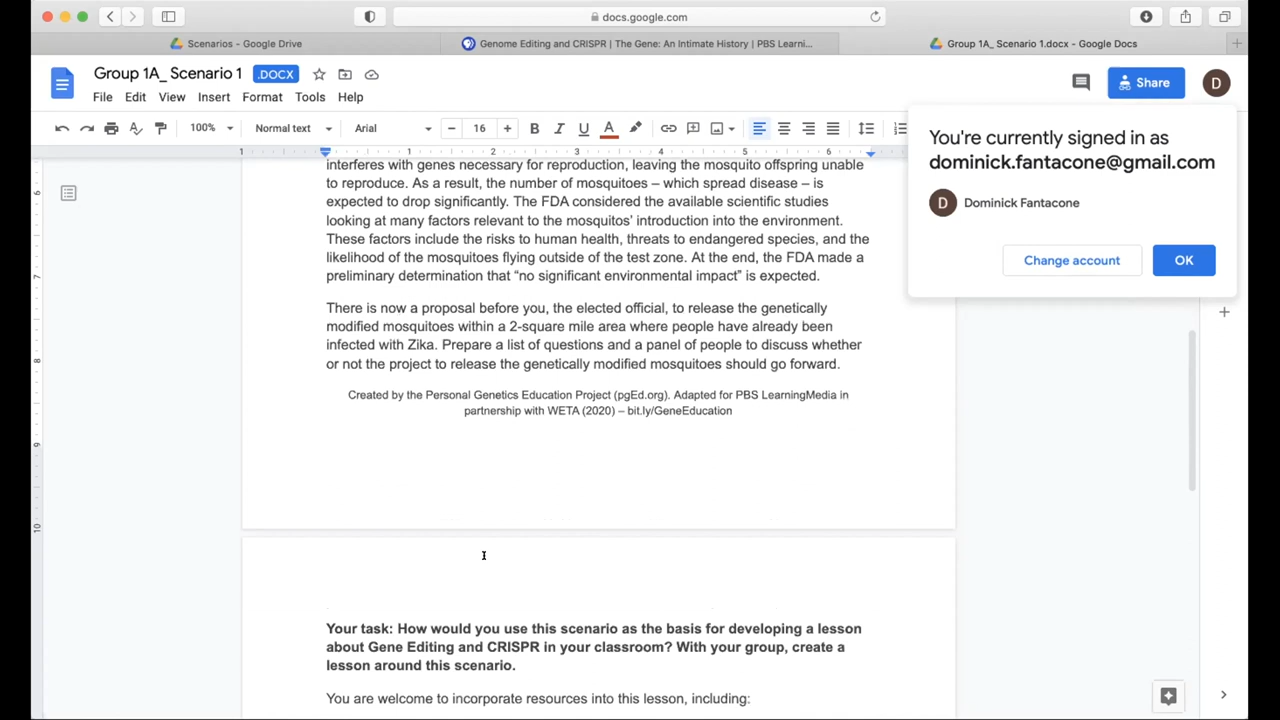 docs.google.com
Scenarios - Google Drive
Genome Editing and CRISPR | The Gene: An Intimate History | PBS Learni...
Group 1A_ Scenario 1.docx - Google Docs
Group 1A_ Scenario 1 .DOCX
File Edit View Insert Format Tools Help
Share
D
100% Normal text Arial 16 B I U A
You're currently signed in as
dominick.fantacone@gmail.com
D Dominick Fantacone
Change account OK
1 1 2 3 4 5 6
6
7
8
9
10
interferes with genes necessary for reproduction, leaving the mosquito offspring unable
to reproduce. As a result, the number of mosquitoes – which spread disease – is
expected to drop significantly. The FDA considered the available scientific studies
looking at many factors relevant to the mosquitos' introduction into the environment.
These factors include the risks to human health, threats to endangered species, and the
likelihood of the mosquitoes flying outside of the test zone. At the end, the FDA made a
preliminary determination that “no significant environmental impact” is expected.
There is now a proposal before you, the elected official, to release the genetically
modified mosquitoes within a 2-square mile area where people have already been
infected with Zika. Prepare a list of questions and a panel of people to discuss whether
or not the project to release the genetically modified mosquitoes should go forward.
Created by the Personal Genetics Education Project (pgEd.org). Adapted for PBS LearningMedia in
partnership with WETA (2020) – bit.ly/GeneEducation
Your task: How would you use this scenario as the basis for developing a lesson
about Gene Editing and CRISPR in your classroom? With your group, create a
lesson around this scenario.
You are welcome to incorporate resources into this lesson, including: